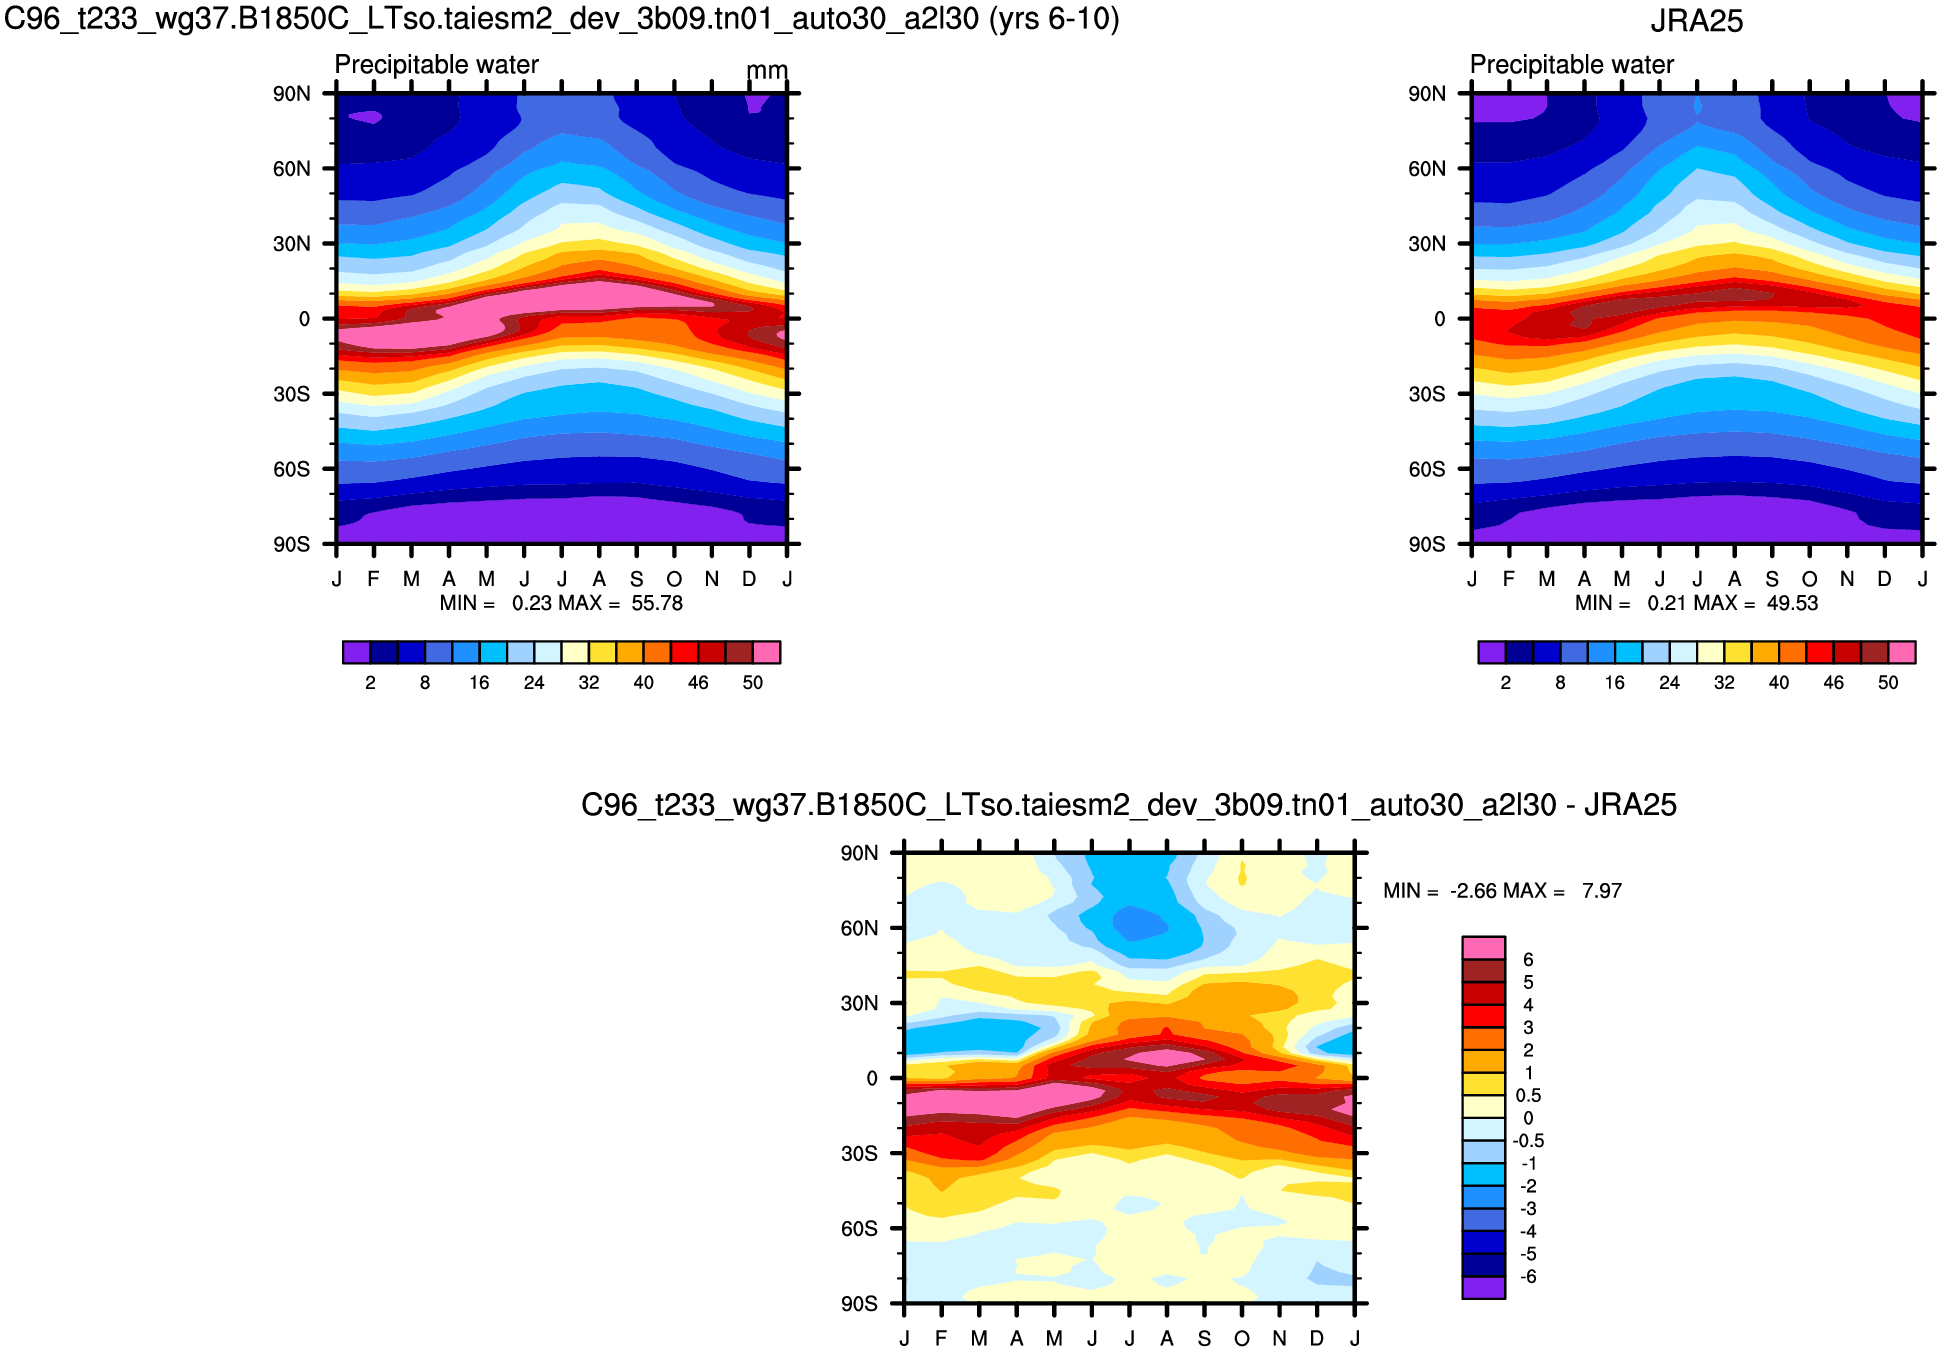 C96_t233_wg37.B1850C_LTso.taiesm2_dev_3b09.tn01_auto30_a2l30 (yrs 6-10)
JRA25
Precipitable water mm
90N
60N
30N
0
30S
60S
90S
J F M A M J J A S O N D J
MIN = 0.23 MAX = 55.78
2 8 16 24 32 40 46 50
Precipitable water
90N
60N
30N
0
30S
60S
90S
J F M A M J J A S O N D J
MIN = 0.21 MAX = 49.53
2 8 16 24 32 40 46 50
C96_t233_wg37.B1850C_LTso.taiesm2_dev_3b09.tn01_auto30_a2l30 - JRA25
90N
60N
30N
0
30S
60S
90S
J F M A M J J A S O N D J
MIN = -2.66 MAX = 7.97
6
5
4
3
2
1
0.5
0
-0.5
-1
-2
-3
-4
-5
-6